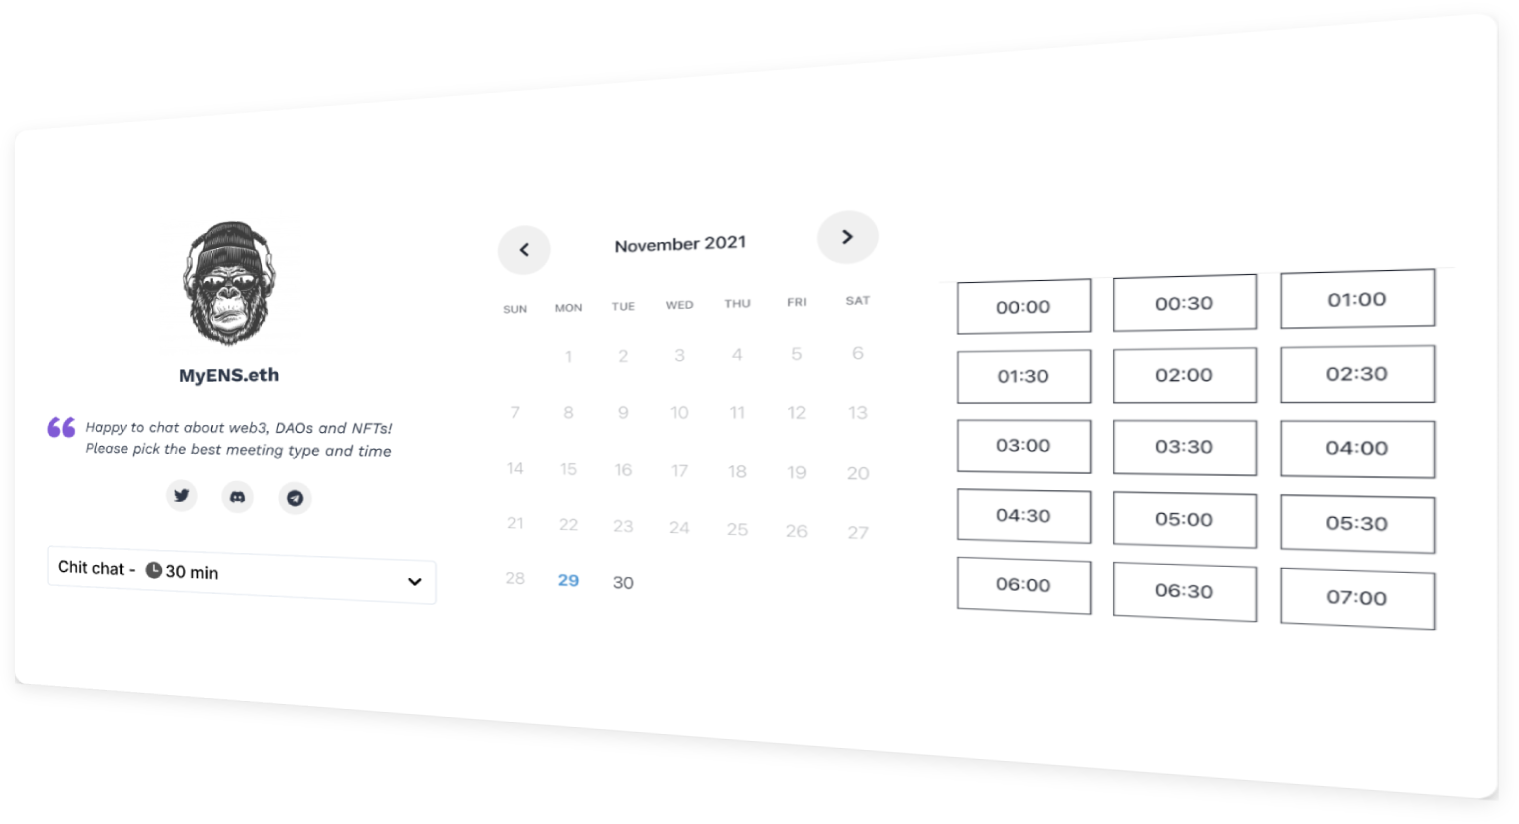 MyENS.eth
Happy to chat about web3, DAOs and NFTs!
Please pick the best meeting type and time
Chit chat - 30 min
November 2021
SUN MON TUE WED THU FRI SAT
1 2 3 4 5 6
7 8 9 10 11 12 13
14 15 16 17 18 19 20
21 22 23 24 25 26 27
28 29 30
00:00 00:30 01:00
01:30 02:00 02:30
03:00 03:30 04:00
04:30 05:00 05:30
06:00 06:30 07:00